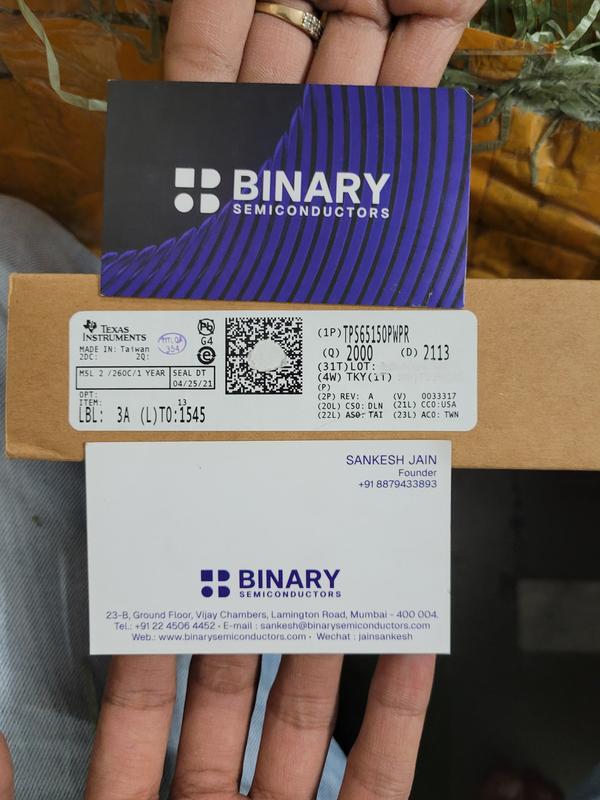 BINARY
SEMICONDUCTORS
TEXAS
INSTRUMENTS
MADE IN: Taiwan
2DC: 2Q:
G4
MSL 2 /260C/1 YEAR
SEAL DT
04/25/21
OPT:
ITEM: 13
LBL: 3A (L)TO:1545
(1P)TPS65150PWPR
(Q) 2000 (D) 2113
(31T)LOT:
(4W) TKY(1T)
(P)
(2P) REV: A (V) 0033317
(20L) CSO: DLN (21L) CCO:USA
(22L) ASO: TAI (23L) ACO: TWN
SANKESH JAIN
Founder
+91 8879433893
BINARY
SEMICONDUCTORS
23-B, Ground Floor, Vijay Chambers, Lamington Road, Mumbai - 400 004.
Tel.: +91 22 4506 4452 • E-mail : sankesh@binarysemiconductors.com
Web.: www.binarysemiconductors.com • Wechat : jainsankesh